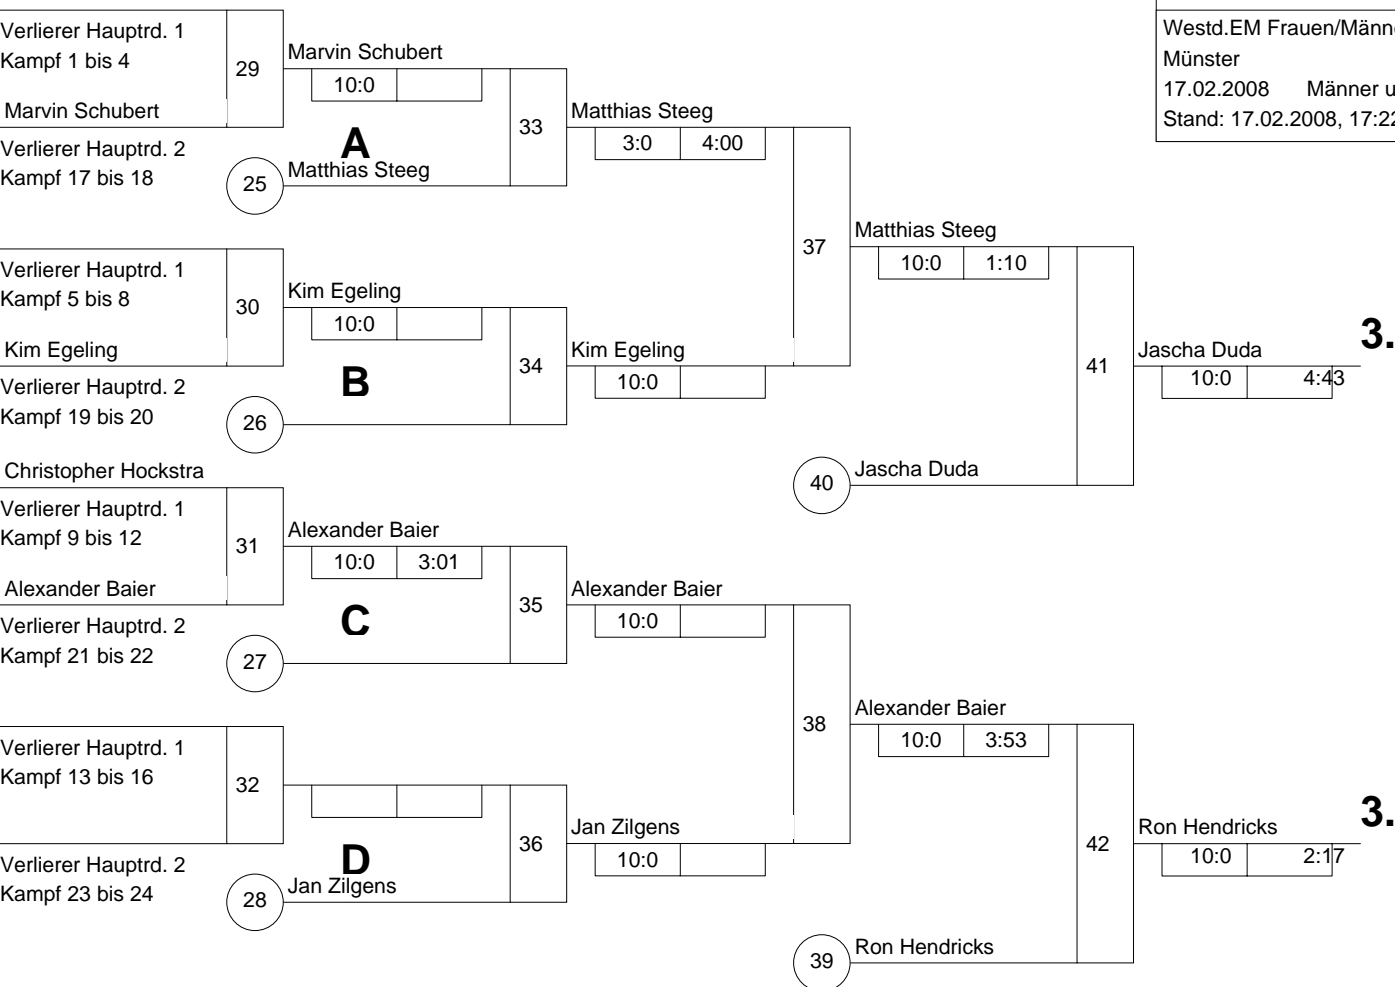 Westd.EM Frauen/Männe
Münster
17.02.2008 Männer u
Stand: 17.02.2008, 17:22
Verlierer Hauptrd. 1
Kampf 1 bis 4
29
Marvin Schubert
10:0
Marvin Schubert
33
Matthias Steeg
3:0 4:00
Verlierer Hauptrd. 2
Kampf 17 bis 18
A
25
Matthias Steeg
37
Matthias Steeg
10:0 1:10
Verlierer Hauptrd. 1
Kampf 5 bis 8
30
Kim Egeling
10:0
Kim Egeling
34
Kim Egeling
10:0
Verlierer Hauptrd. 2
Kampf 19 bis 20
B
26
41
Jascha Duda
10:0 4:43
3.
40
Jascha Duda
Christopher Hockstra
Verlierer Hauptrd. 1
Kampf 9 bis 12
31
Alexander Baier
10:0 3:01
Alexander Baier
35
Alexander Baier
10:0
Verlierer Hauptrd. 2
Kampf 21 bis 22
C
27
38
Alexander Baier
10:0 3:53
Verlierer Hauptrd. 1
Kampf 13 bis 16
32
36
Jan Zilgens
10:0
Verlierer Hauptrd. 2
Kampf 23 bis 24
D
28
Jan Zilgens
42
Ron Hendricks
10:0 2:17
3.
39
Ron Hendricks